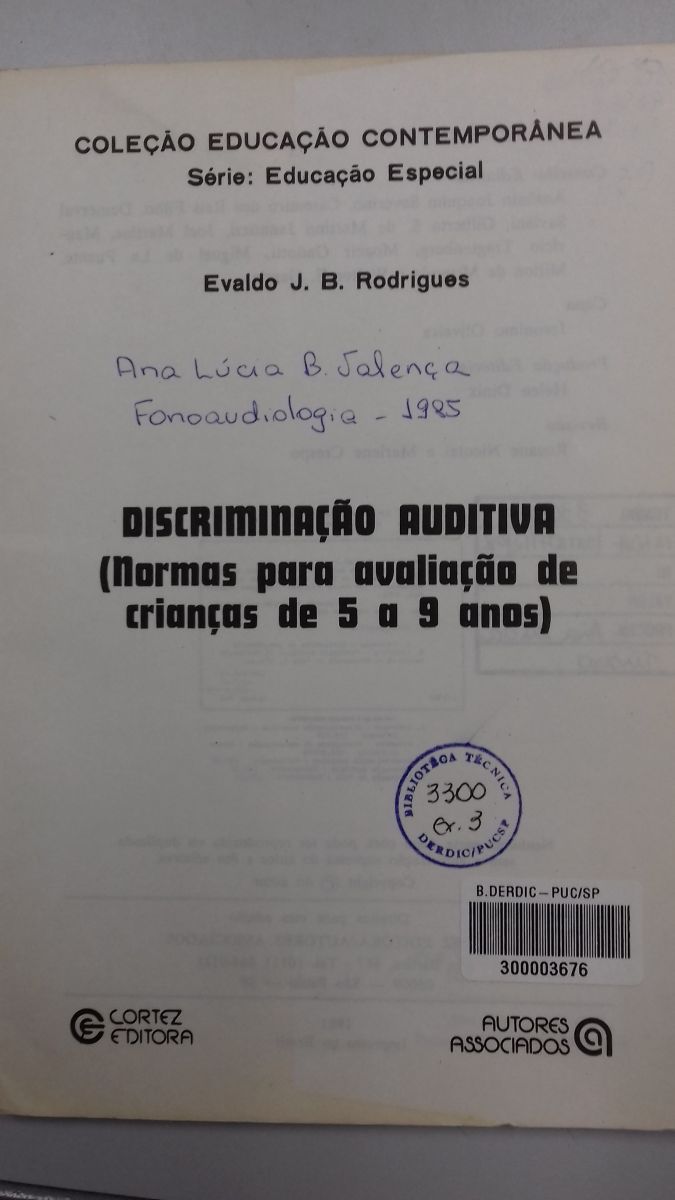 COLEÇÃO EDUCAÇÃO CONTEMPORÂNEA
Série: Educação Especial
Evaldo J. B. Rodrigues
Ana Lúcia B. Valença
Fonoaudiologia - 1985
DISCRIMINAÇÃO AUDITIVA
(Normas para avaliação de
crianças de 5 a 9 anos)
BIBLIOTECA TÉCNICA
3300
ex. 3
DERDIC/PUCSP
B.DERDIC – PUC/SP
300003676
CORTEZ
EDITORA
AUTORES
ASSOCIADOS